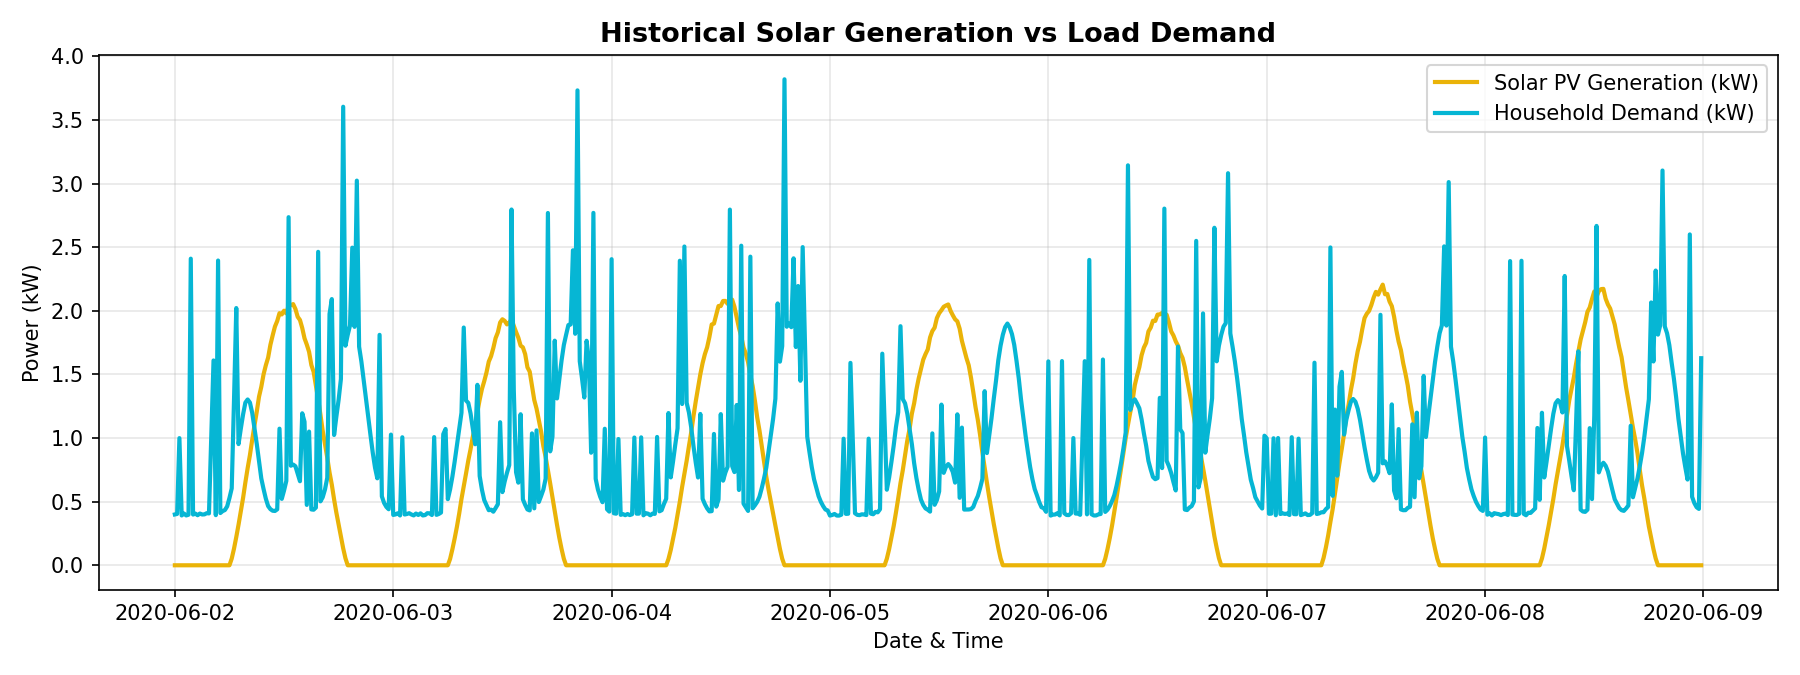 Historical Solar Generation vs Load Demand
Solar PV Generation (kW)
Household Demand (kW)
Power (kW)
4.0
3.5
3.0
2.5
2.0
1.5
1.0
0.5
0.0
2020-06-02 2020-06-03 2020-06-04 2020-06-05 2020-06-06 2020-06-07 2020-06-08 2020-06-09
Date & Time